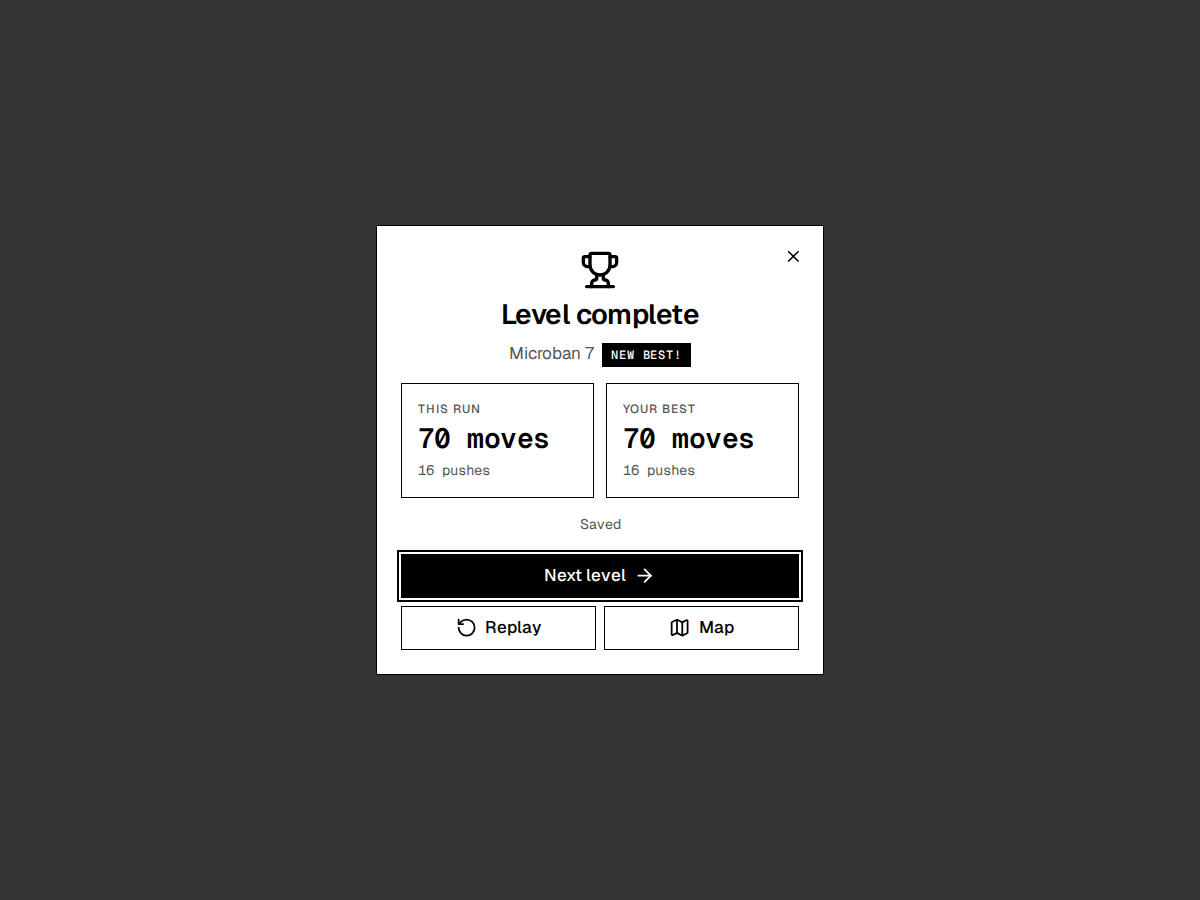 Level complete
Microban 7 NEW BEST!
THIS RUN
70 moves
16 pushes
YOUR BEST
70 moves
16 pushes
Saved
Next level
Replay
Map